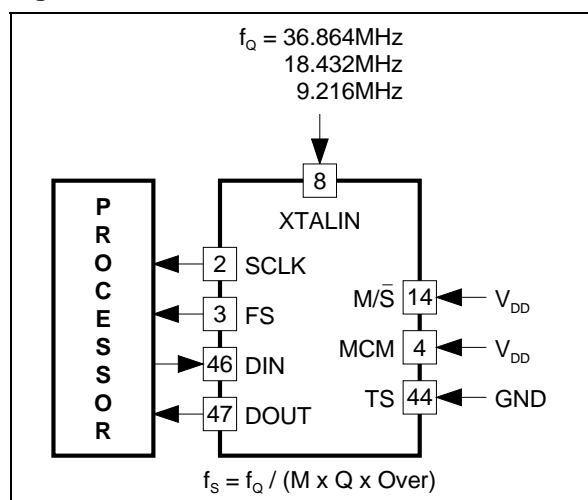 f_Q = 36.864MHz
18.432MHz
9.216MHz
8
XTALIN
PROCESSOR
2 SCLK
3 FS
46 DIN
47 DOUT
M/S̅ 14 V_DD
MCM 4 V_DD
TS 44 GND
f_S = f_Q / (M x Q x Over)